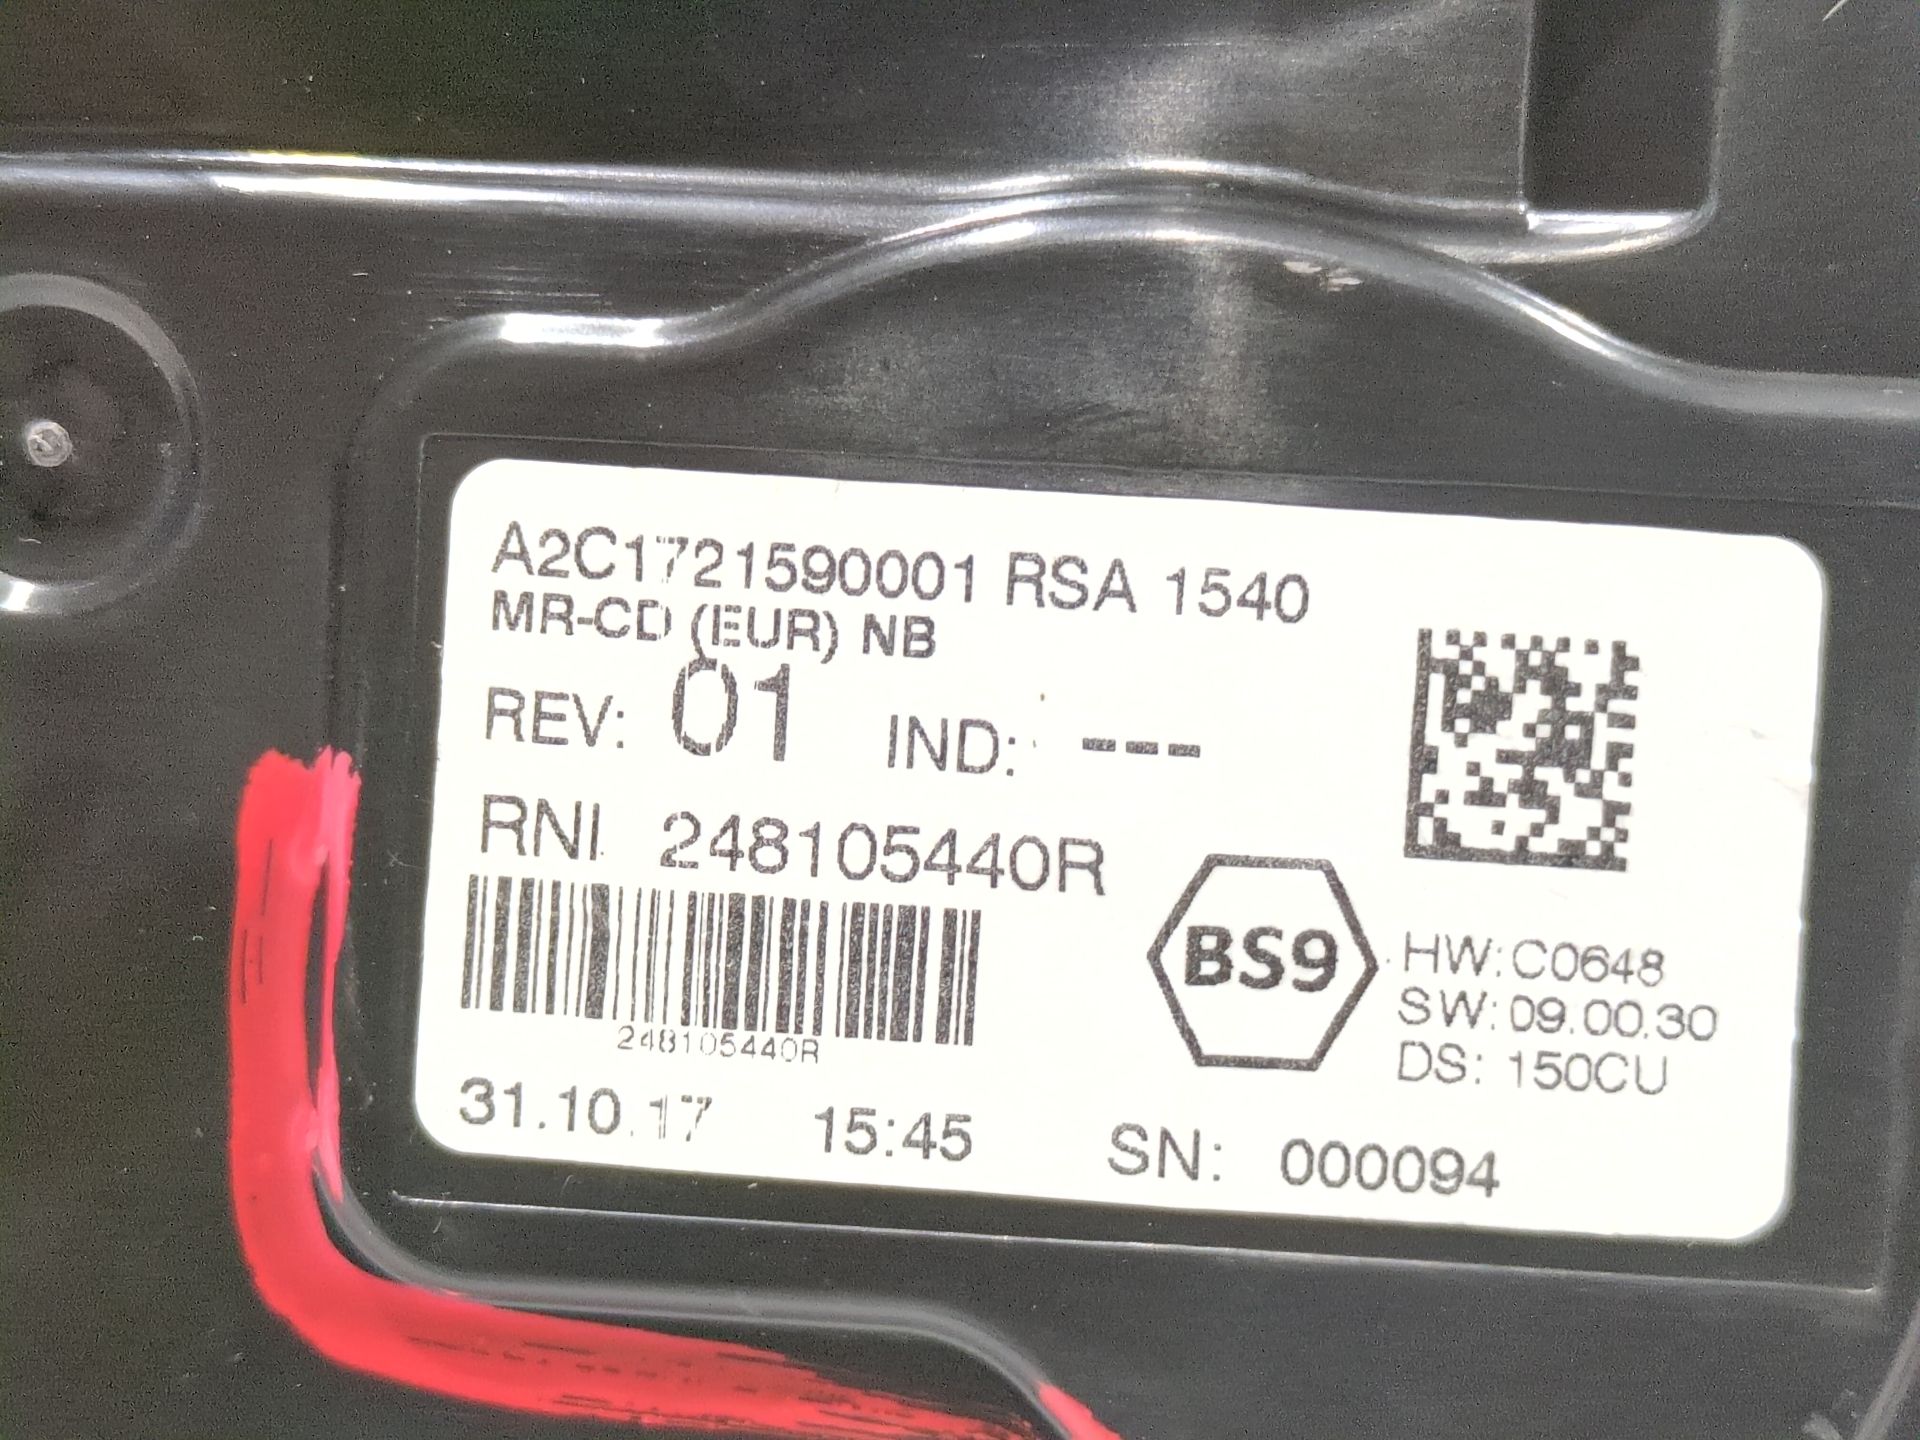 A2C1721590001 RSA 1540
MR-CD (EUR) NB
REV: 01 IND: ---
RNI 248105440R
248105440R
BS9
HW:C0648
SW:09.00.30
DS: 150CU
31.10.17 15:45 SN: 000094